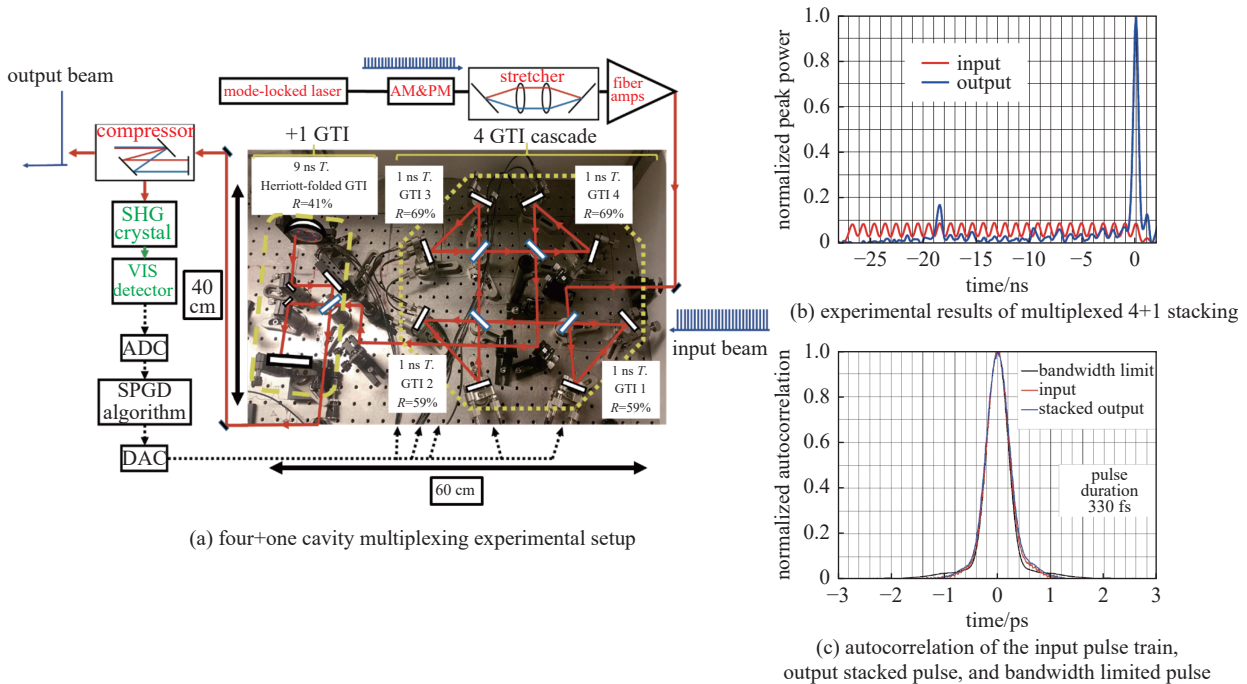 output beam
mode-locked laser
AM&PM
stretcher
fiber
amps
compressor
+1 GTI
4 GTI cascade
9 ns T.
Herriott-folded GTI
R=41%
1 ns T.
GTI 3
R=69%
1 ns T.
GTI 4
R=69%
SHG
crystal
VIS
detector
40
cm
ADC
SPGD
algorithm
DAC
1 ns T.
GTI 2
R=59%
1 ns T.
GTI 1
R=59%
input beam
60 cm
(a) four+one cavity multiplexing experimental setup
normalized peak power
1.0
0.8
0.6
0.4
0.2
0
input
output
−25 −20 −15 −10 −5 0
time/ns
(b) experimental results of multiplexed 4+1 stacking
normalized autocorrelation
1.0
0.8
0.6
0.4
0.2
0
bandwidth limit
input
stacked output
pulse
duration
330 fs
−3 −2 −1 0 1 2 3
time/ps
(c) autocorrelation of the input pulse train,
output stacked pulse, and bandwidth limited pulse